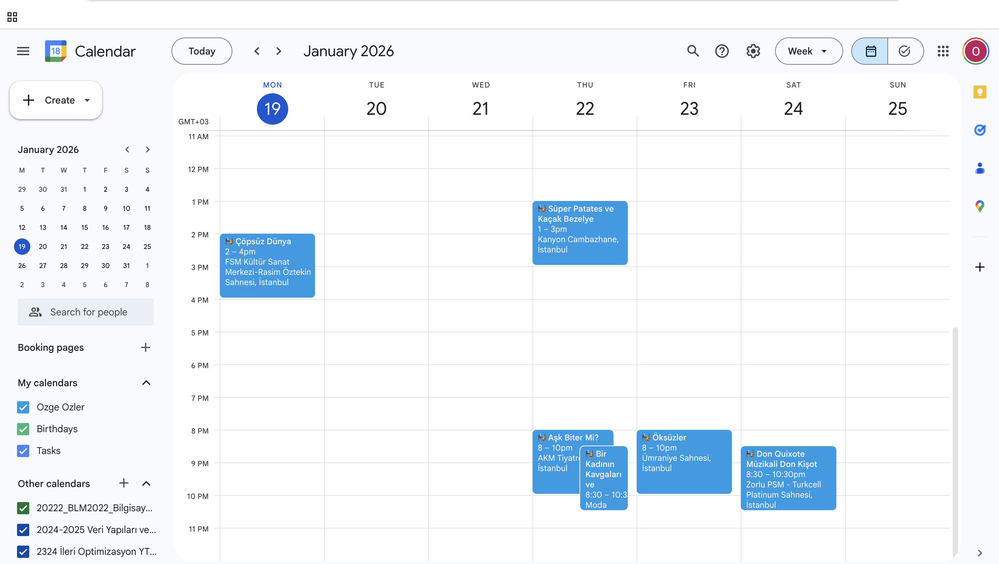 18 Calendar
Today
January 2026
Week
O
Create
MON
TUE
WED
THU
FRI
SAT
SUN
19
20
21
22
23
24
25
GMT+03
January 2026
M T W T F S S
29 30 31 1 2 3 4
5 6 7 8 9 10 11
12 13 14 15 16 17 18
19 20 21 22 23 24 25
26 27 28 29 30 31 1
2 3 4 5 6 7 8
Search for people
Booking pages
My calendars
Ozge Ozler
Birthdays
Tasks
Other calendars
20222_BLM2022_Bilgisay...
2024-2025 Veri Yapıları ve...
2324 İleri Optimizasyon YT...
11 AM
12 PM
1 PM
2 PM
3 PM
4 PM
5 PM
6 PM
7 PM
8 PM
9 PM
10 PM
11 PM
Çöpsüz Dünya
2 – 4pm
FSM Kültür Sanat
Merkezi-Rasim Öztekin
Sahnesi, İstanbul
Süper Patates ve
Kaçak Bezelye
1 – 3pm
Kanyon Cambazhane,
İstanbul
Aşk Biter Mi?
8 – 10pm
AKM Tiyatr
İstanbul
Bir
Kadının
Kavgaları
ve
8:30 – 10:3
Moda
Öksüzler
8 – 10pm
Ümraniye Sahnesi,
İstanbul
Don Quixote
Müzikali Don Kişot
8:30 – 10:30pm
Zorlu PSM - Turkcell
Platinum Sahnesi,
İstanbul